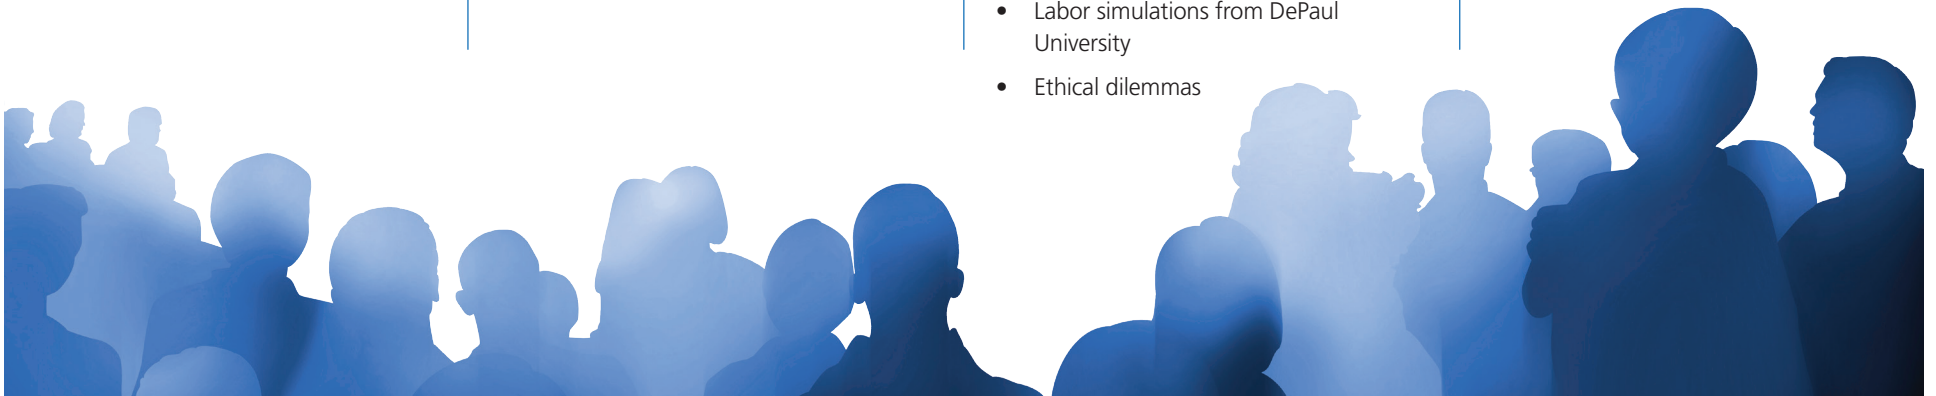 • Labor simulations from DePaul
University
• Ethical dilemmas